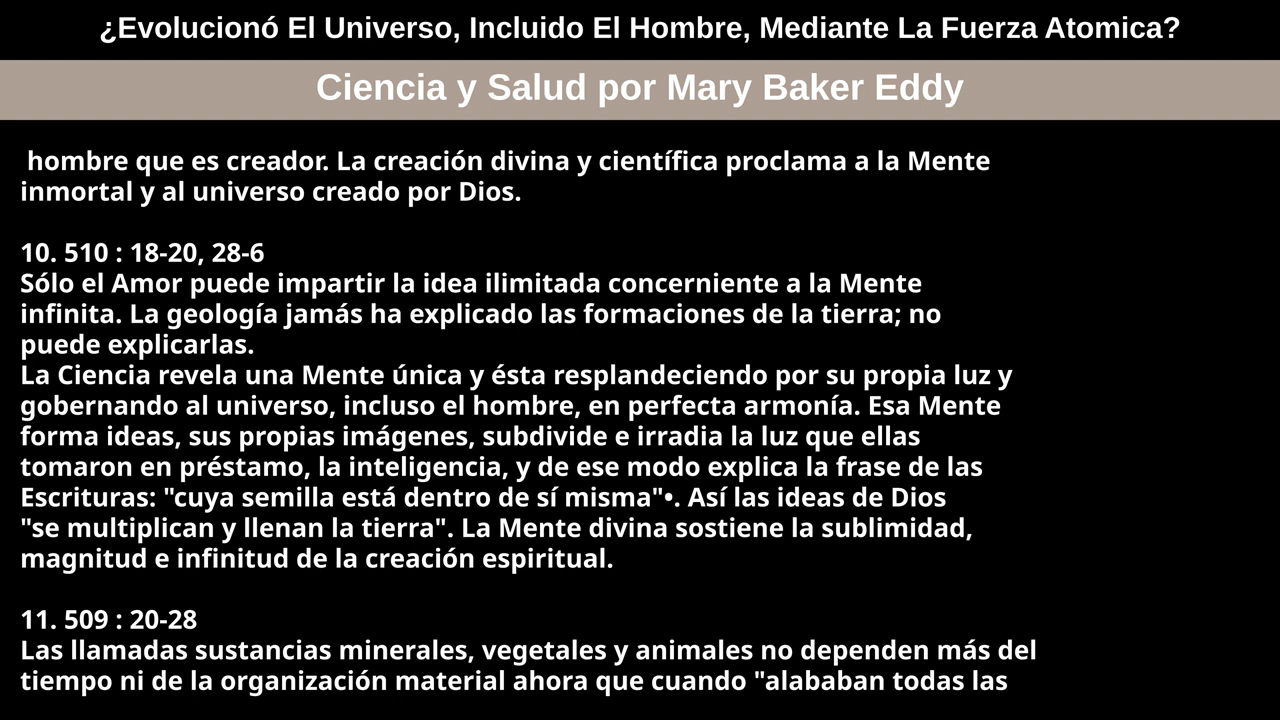 ¿Evolucionó El Universo, Incluido El Hombre, Mediante La Fuerza Atomica?
Ciencia y Salud por Mary Baker Eddy
hombre que es creador. La creación divina y científica proclama a la Mente
inmortal y al universo creado por Dios.
10. 510 : 18-20, 28-6
Sólo el Amor puede impartir la idea ilimitada concerniente a la Mente
infinita. La geología jamás ha explicado las formaciones de la tierra; no
puede explicarlas.
La Ciencia revela una Mente única y ésta resplandeciendo por su propia luz y
gobernando al universo, incluso el hombre, en perfecta armonía. Esa Mente
forma ideas, sus propias imágenes, subdivide e irradia la luz que ellas
tomaron en préstamo, la inteligencia, y de ese modo explica la frase de las
Escrituras: "cuya semilla está dentro de sí misma"•. Así las ideas de Dios
"se multiplican y llenan la tierra". La Mente divina sostiene la sublimidad,
magnitud e infinitud de la creación espiritual.
11. 509 : 20-28
Las llamadas sustancias minerales, vegetales y animales no dependen más del
tiempo ni de la organización material ahora que cuando "alababan todas las